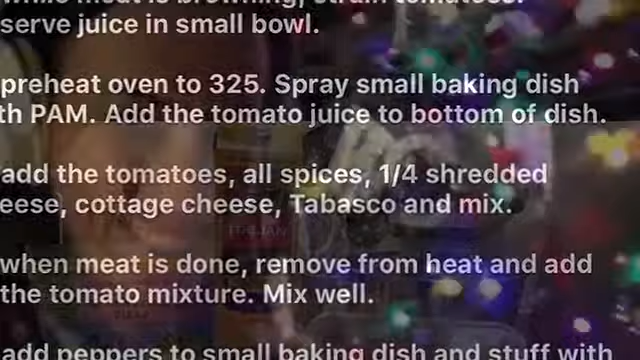 serve juice in small bowl.
preheat oven to 325. Spray small baking dish
th PAM. Add the tomato juice to bottom of dish.
add the tomatoes, all spices, 1/4 shredded
eese, cottage cheese, Tabasco and mix.
when meat is done, remove from heat and add
the tomato mixture. Mix well.
add peppers to small baking dish and stuff with